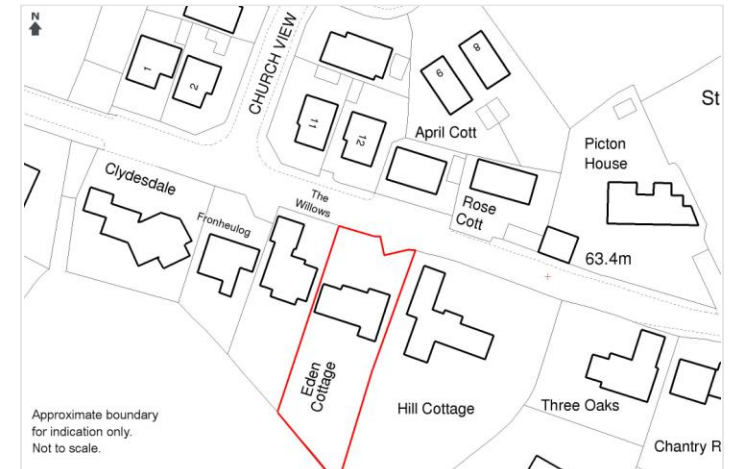 N
1
2
CHURCH VIEW
11
12
6
8
April Cott
St
Picton
House
Clydesdale
The
Willows
Fronheulog
Rose
Cott
63.4m
Eden
Cottage
Hill Cottage
Three Oaks
Chantry R
Approximate boundary
for indication only.
Not to scale.